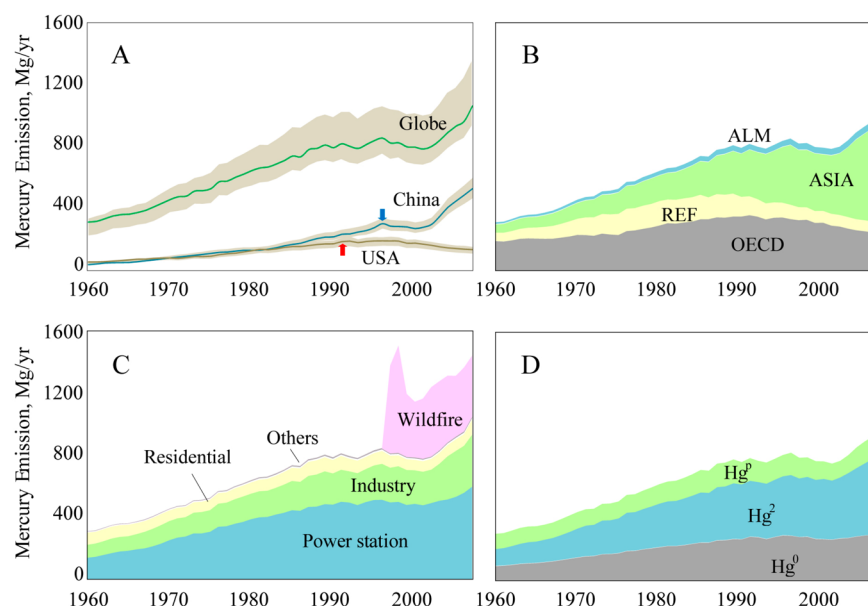 Mercury Emission, Mg/yr
1600
1200
800
400
0
A
Globe
China
USA
1960 1970 1980 1990 2000
B
ALM
ASIA
REF
OECD
1960 1970 1980 1990 2000
Mercury Emission, Mg/yr
1600
1200
800
400
0
C
Wildfire
Others
Residential
Industry
Power station
1960 1970 1980 1990 2000
D
Hg^p
Hg^2
Hg^0
1960 1970 1980 1990 2000